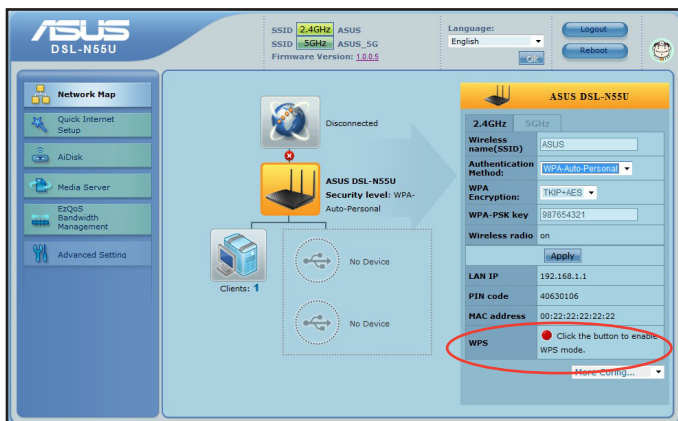 ASUS
DSL-N55U
SSID 2.4GHz ASUS
SSID 5GHz ASUS_5G
Firmware Version: 1.0.0.5
Language:
English
OK
Logout
Reboot
Network Map
Quick Internet
Setup
AiDisk
Media Server
EzQoS
Bandwidth
Management
Advanced Setting
Disconnected
ASUS DSL-N55U
Security level: WPA-
Auto-Personal
Clients: 1
No Device
No Device
ASUS DSL-N55U
2.4GHz 5GHz
Wireless
name(SSID) ASUS
Authentication
Method: WPA-Auto-Personal
WPA
Encryption: TKIP+AES
WPA-PSK key 987654321
Wireless radio on
Apply
LAN IP 192.168.1.1
PIN code 40630106
MAC address 00:22:22:22:22:22
WPS Click the button to enable
WPS mode.
More Config...